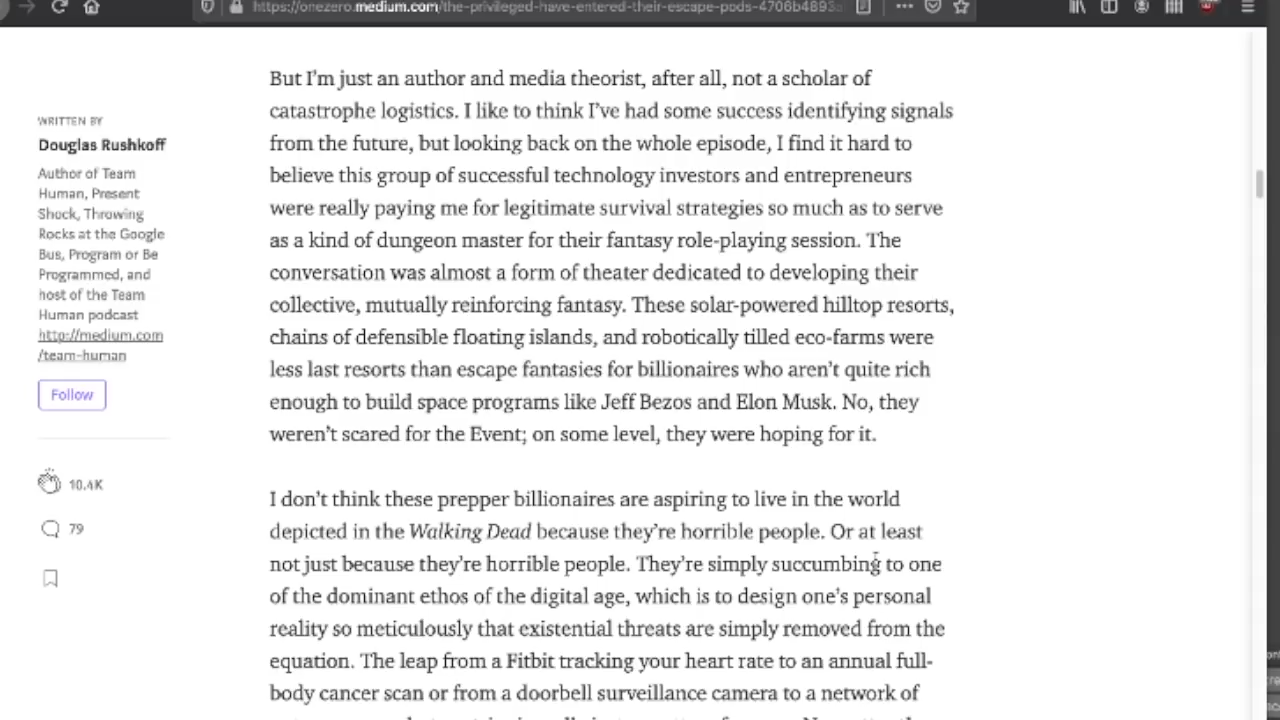 https://onezero.medium.com/the-privileged-have-entered-their-escape-pods-4706b4893
WRITTEN BY
Douglas Rushkoff
Author of Team
Human, Present
Shock, Throwing
Rocks at the Google
Bus, Program or Be
Programmed, and
host of the Team
Human podcast
http://medium.com
/team-human
Follow
10.4K
79
But I'm just an author and media theorist, after all, not a scholar of
catastrophe logistics. I like to think I've had some success identifying signals
from the future, but looking back on the whole episode, I find it hard to
believe this group of successful technology investors and entrepreneurs
were really paying me for legitimate survival strategies so much as to serve
as a kind of dungeon master for their fantasy role-playing session. The
conversation was almost a form of theater dedicated to developing their
collective, mutually reinforcing fantasy. These solar-powered hilltop resorts,
chains of defensible floating islands, and robotically tilled eco-farms were
less last resorts than escape fantasies for billionaires who aren't quite rich
enough to build space programs like Jeff Bezos and Elon Musk. No, they
weren't scared for the Event; on some level, they were hoping for it.
I don't think these prepper billionaires are aspiring to live in the world
depicted in the Walking Dead because they're horrible people. Or at least
not just because they're horrible people. They're simply succumbing to one
of the dominant ethos of the digital age, which is to design one's personal
reality so meticulously that existential threats are simply removed from the
equation. The leap from a Fitbit tracking your heart rate to an annual full-
body cancer scan or from a doorbell surveillance camera to a network of